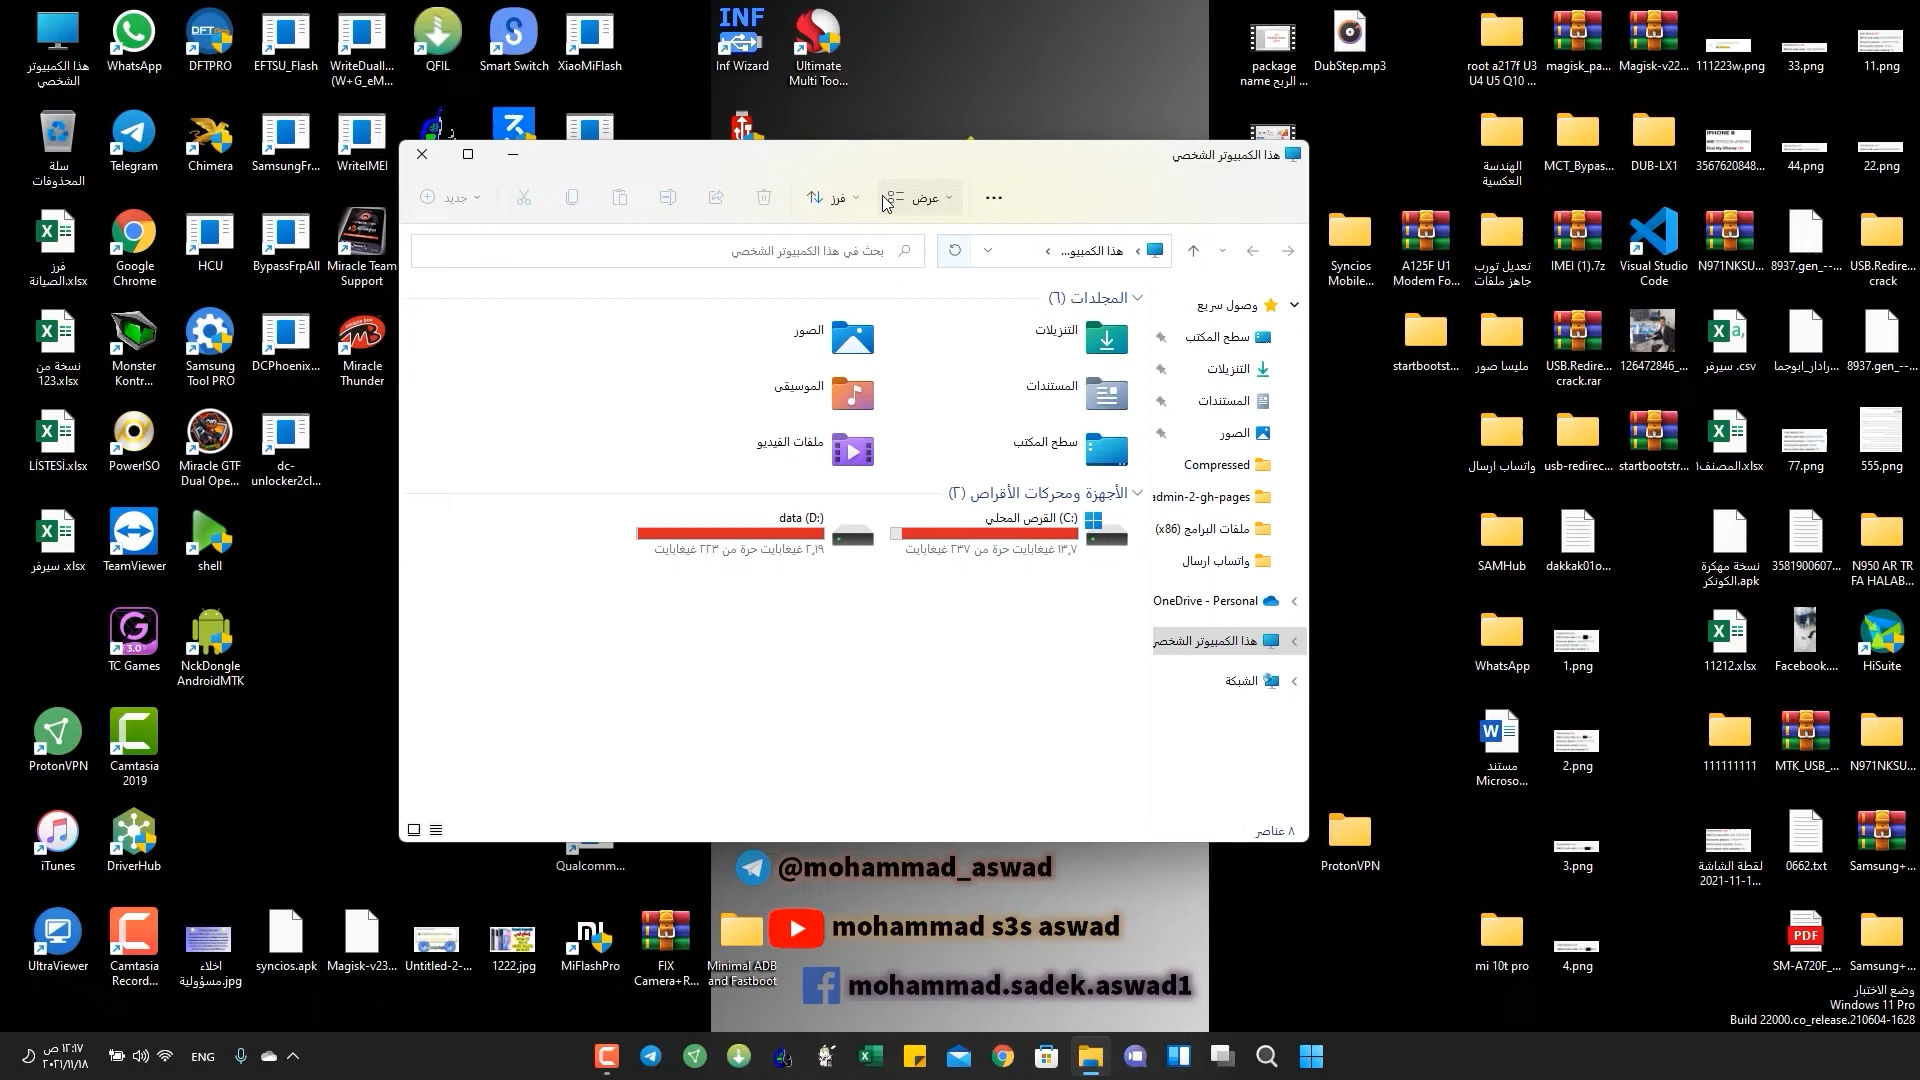 هذا الكمبيوتر الشخصي
WhatsApp
DFTPRO
EFTSU_Flash
WriteDuall... (W+G_eM...
QFIL
Smart Switch
XiaoMiFlash
Inf Wizard
Ultimate Multi Too...
package name الربح ...
DubStep.mp3
root a217f U3 U4 U5 Q10 ...
magisk_pa...
Magisk-v22...
111223w.png
33.png
11.png
سلة المحذوفات
Telegram
Chimera
SamsungFr...
WriteIMEI
الهندسة العكسية
MCT_Bypas...
DUB-LX1
3567620848...
44.png
22.png
هذا الكمبيوتر الشخصي
جديد
فرز
عرض
...
هذا الكمبيو...
بحث في هذا الكمبيوتر الشخصي
فرز الصيانة.xlsx
Google Chrome
HCU
BypassFrpAll
Miracle Team Support
Syncios Mobile...
A125F U1 Modem Fo...
تعديل تورب جاهز ملفات
IMEI (1).7z
Visual Studio Code
N971NKSU...
8937.gen_--...
USB.Redire... crack
وصول سريع
سطح المكتب
التنزيلات
المستندات
الصور
Compressed
admin-2-gh-pages
ملفات البرامج (x86)
واتساب ارسال
OneDrive - Personal
هذا الكمبيوتر الشخصي
الشبكة
المجلدات (٦)
التنزيلات
الصور
المستندات
الموسيقى
سطح المكتب
ملفات الفيديو
الأجهزة ومحركات الأقراص (٢)
القرص المحلي (C:)
١٣,٧ غيغابايت حرة من ٢٣٧ غيغابايت
data (D:)
٢,١٩ غيغابايت حرة من ٢٢٣ غيغابايت
٨ عناصر
نسخة من 123.xlsx
Monster Kontr...
Samsung Tool PRO
DCPhoenix...
Miracle Thunder
startbootst...
مليسا صور
USB.Redire... crack.rar
126472846_...
سيرفر .csv
رادار_ابوجما...
8937.gen_--...
LİSTESİ.xlsx
PowerISO
Miracle GTF Dual Ope...
dc-unlocker2cl...
واتساب ارسال
usb-redirec...
startbootstr...
المصنف١.xlsx
77.png
555.png
سيرفر .xlsx
TeamViewer
shell
SAMHub
dakkak01o...
نسخة مهكرة الكونكر.apk
3581900607...
N950 AR TR FA HALAB...
TC Games
NckDongle AndroidMTK
WhatsApp
1.png
11212.xlsx
Facebook....
HiSuite
ProtonVPN
Camtasia 2019
مستند Microso...
2.png
111111111
MTK_USB_...
N971NKSU...
iTunes
DriverHub
Qualcomm...
ProtonVPN
3.png
لقطة الشاشة 2021-11-1...
0662.txt
Samsung+...
@mohammad_aswad
mohammad s3s aswad
mohammad.sadek.aswad1
UltraViewer
Camtasia Record...
اخلاء مسؤولية.jpg
syncios.apk
Magisk-v23...
Untitled-2-...
1222.jpg
MiFlashPro
FIX Camera+R...
Minimal ADB and Fastboot
mi 10t pro
4.png
SM-A720F_...
Samsung+...
وضع الاختبار
Windows 11 Pro
Build 22000.co_release.210604-1628
١٢:١٧ ص
٢٠٢١/١١/١٨
ENG